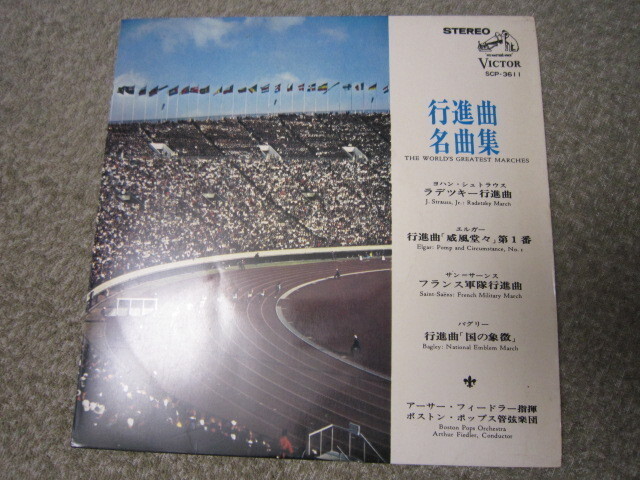 STEREO
VICTOR
SCP-3611
行進曲
名曲集
THE WORLD'S GREATEST MARCHES
ヨハン・シュトラウス
ラデツキー行進曲
J. Strauss, Jr.: Radetzky March
エルガー
行進曲「威風堂々」第1番
Elgar: Pomp and Circumstance, No. 1
サン=サーンス
フランス軍隊行進曲
Saint-Saëns: French Military March
バグリー
行進曲「国の象徴」
Bagley: National Emblem March
アーサー・フィードラー指揮
ボストン・ポップス管弦楽団
Boston Pops Orchestra
Arthur Fiedler, Conductor